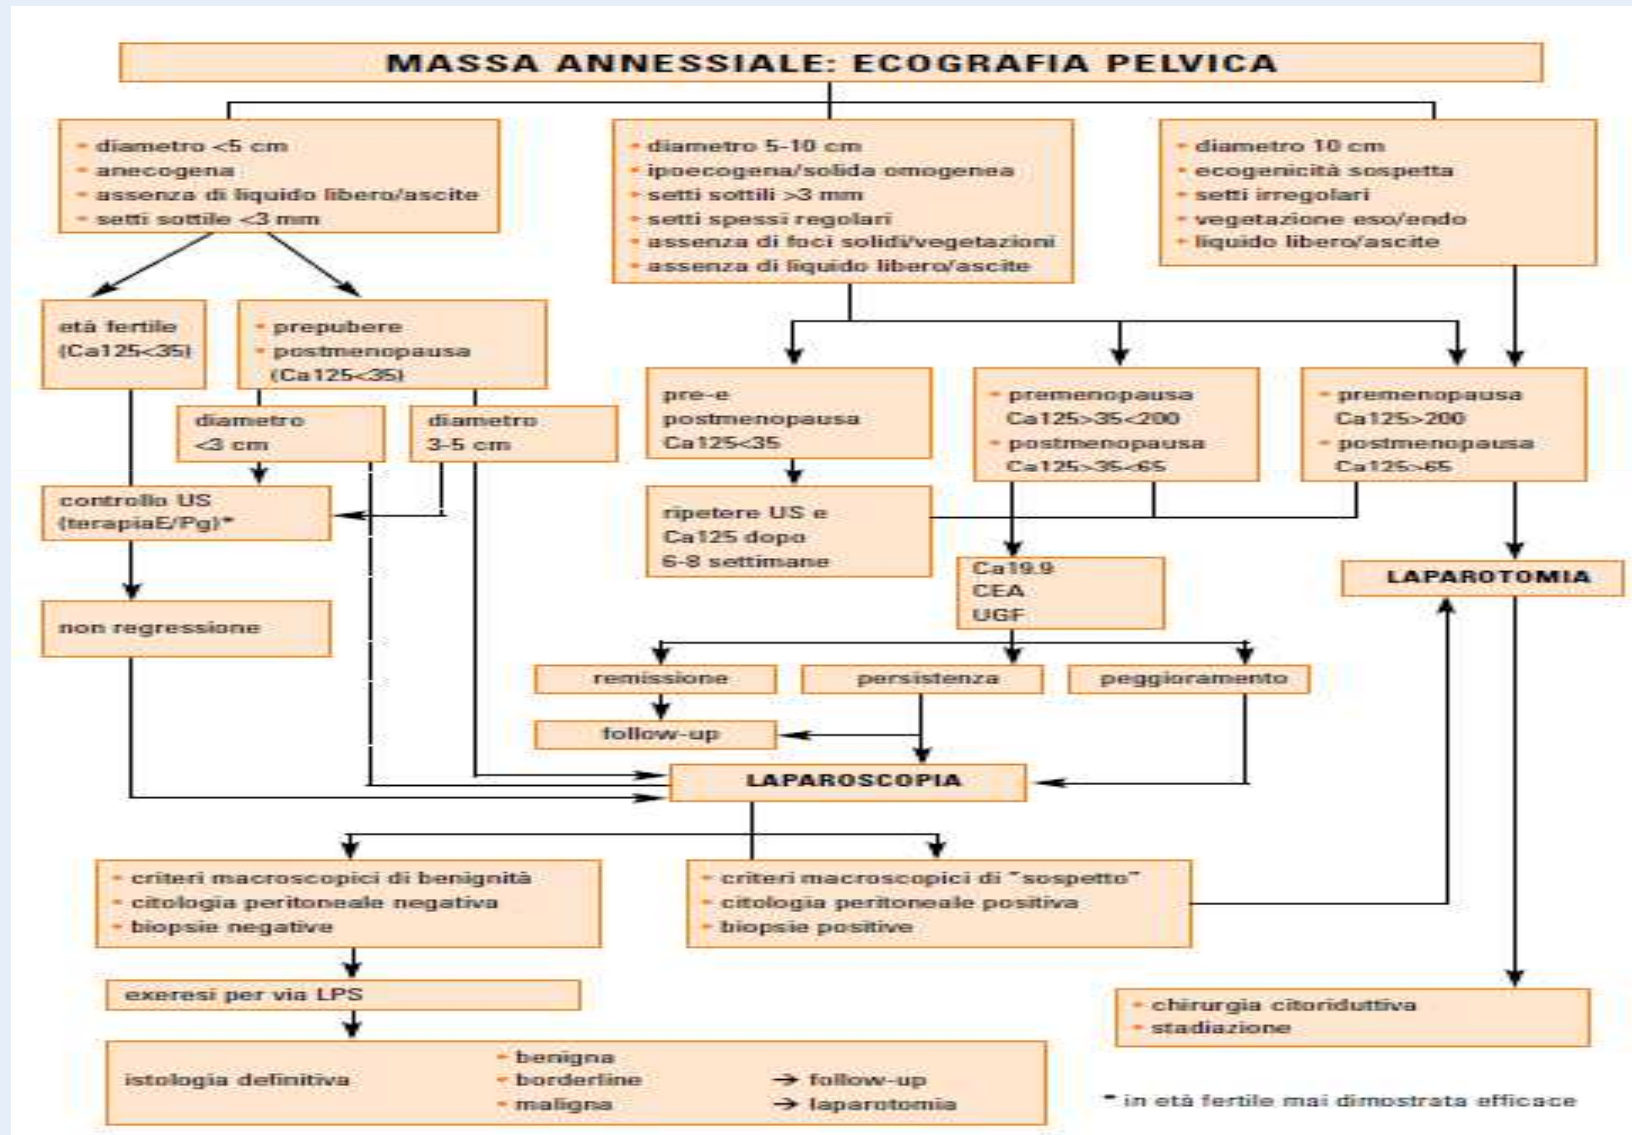 MASSA ANNESSIALE: ECOGRAFIA PELVICA
• diametro <5 cm
• anecogena
• assenza di liquido libero/ascite
• setti sottile <3 mm
• diametro 5-10 cm
• ipoecogena/solida omogenea
• setti sottili >3 mm
• setti spessi regolari
• assenza di foci solidi/vegetazioni
• assenza di liquido libero/ascite
• diametro 10 cm
• ecogenicità sospetta
• setti irregolari
• vegetazione eso/endo
• liquido libero/ascite
età fertile
(Ca125<35)
• prepubere
• postmenopausa
(Ca125<35)
diametro
<3 cm
diametro
3-5 cm
pre-e
postmenopausa
Ca125<35
• premenopausa
Ca125>35<200
• postmenopausa
Ca125>35<65
• premenopausa
Ca125>200
• postmenopausa
Ca125>65
controllo US
(terapiaE/Pg)*
ripetere US e
Ca125 dopo
6-8 settimane
Ca19.9
CEA
UGF
LAPAROTOMIA
non regressione
remissione
persistenza
peggioramento
follow-up
LAPAROSCOPIA
• criteri macroscopici di benignità
• citologia peritoneale negativa
• biopsie negative
• criteri macroscopici di "sospetto"
• citologia peritoneale positiva
• biopsie positive
exeresi per via LPS
• chirurgia citoriduttiva
• stadiazione
istologia definitiva
• benigna
• borderline → follow-up
• maligna → laparotomia
* in età fertile mai dimostrata efficace